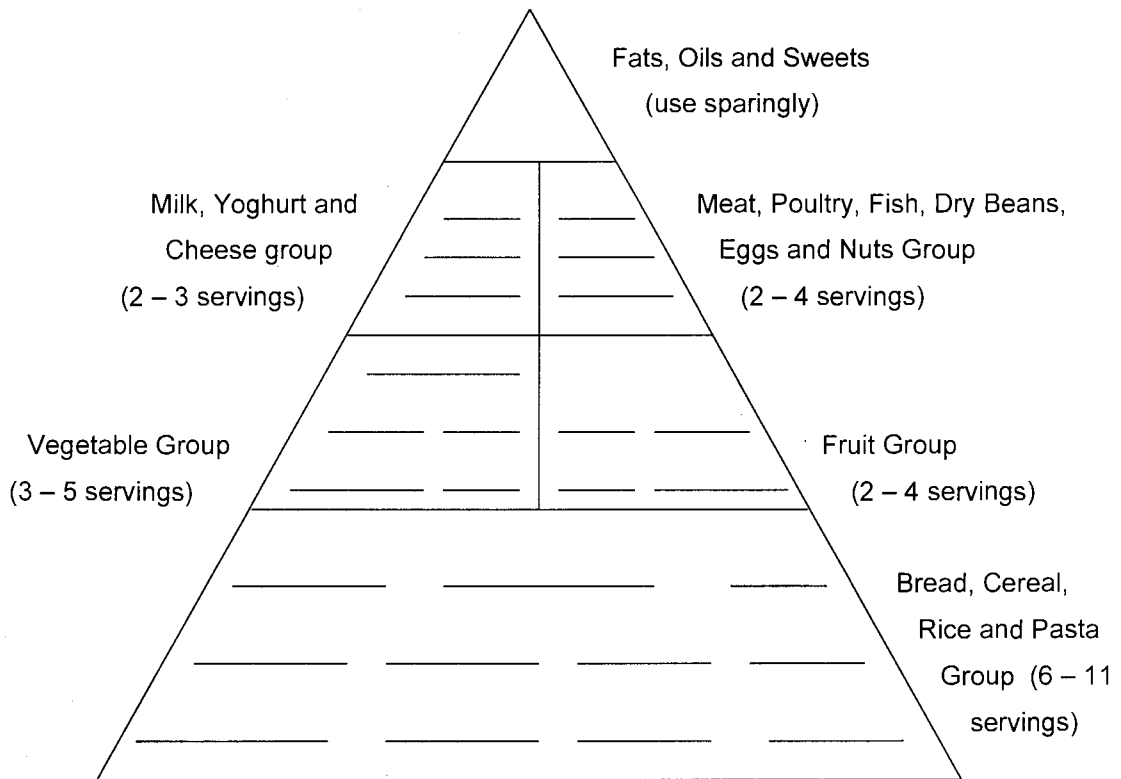 Fats, Oils and Sweets
(use sparingly)
Milk, Yoghurt and
Cheese group
(2 – 3 servings)
Meat, Poultry, Fish, Dry Beans,
Eggs and Nuts Group
(2 – 4 servings)
Vegetable Group
(3 – 5 servings)
Fruit Group
(2 – 4 servings)
Bread, Cereal,
Rice and Pasta
Group (6 – 11
servings)